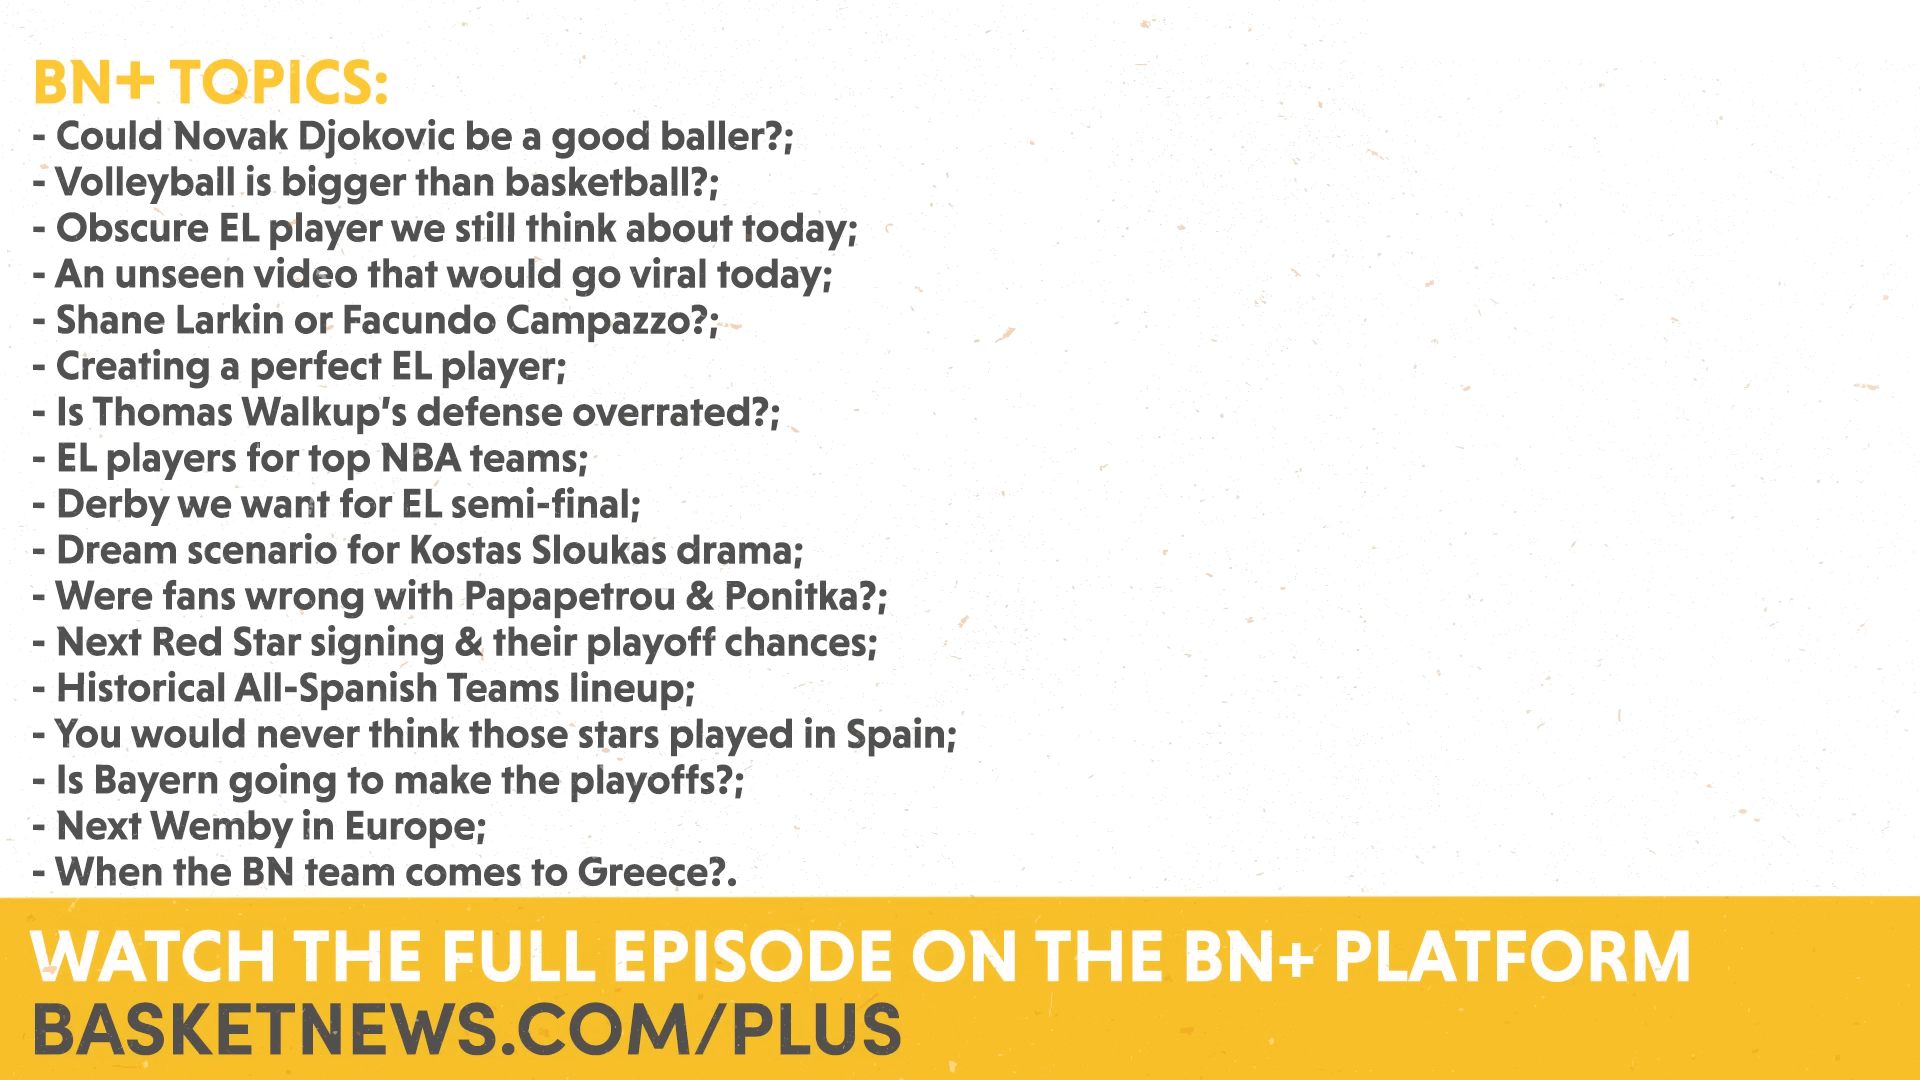 BN+ TOPICS:
- Could Novak Djokovic be a good baller?;
- Volleyball is bigger than basketball?;
- Obscure EL player we still think about today;
- An unseen video that would go viral today;
- Shane Larkin or Facundo Campazzo?;
- Creating a perfect EL player;
- Is Thomas Walkup's defense overrated?;
- EL players for top NBA teams;
- Derby we want for EL semi-final;
- Dream scenario for Kostas Sloukas drama;
- Were fans wrong with Papapetrou & Ponitka?;
- Next Red Star signing & their playoff chances;
- Historical All-Spanish Teams lineup;
- You would never think those stars played in Spain;
- Is Bayern going to make the playoffs?;
- Next Wemby in Europe;
- When the BN team comes to Greece?.
WATCH THE FULL EPISODE ON THE BN+ PLATFORM
BASKETNEWS.COM/PLUS